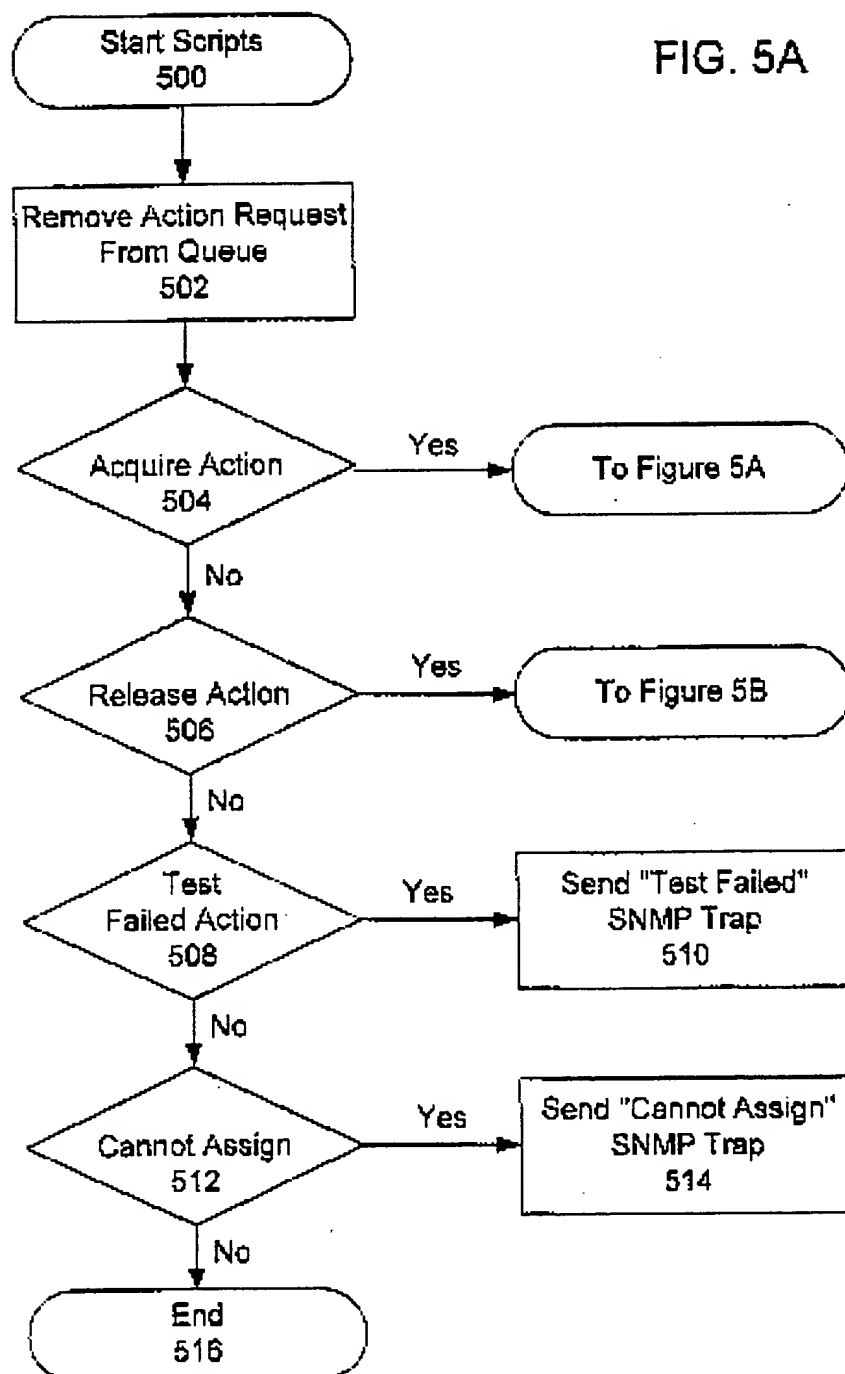 FIG. 5A
Start Scripts
500
Remove Action Request
From Queue
502
Acquire Action
504
Yes
To Figure 5A
No
Release Action
506
Yes
To Figure 5B
No
Test
Failed Action
508
Yes
Send "Test Failed"
SNMP Trap
510
No
Cannot Assign
512
Yes
Send "Cannot Assign"
SNMP Trap
514
No
End
516